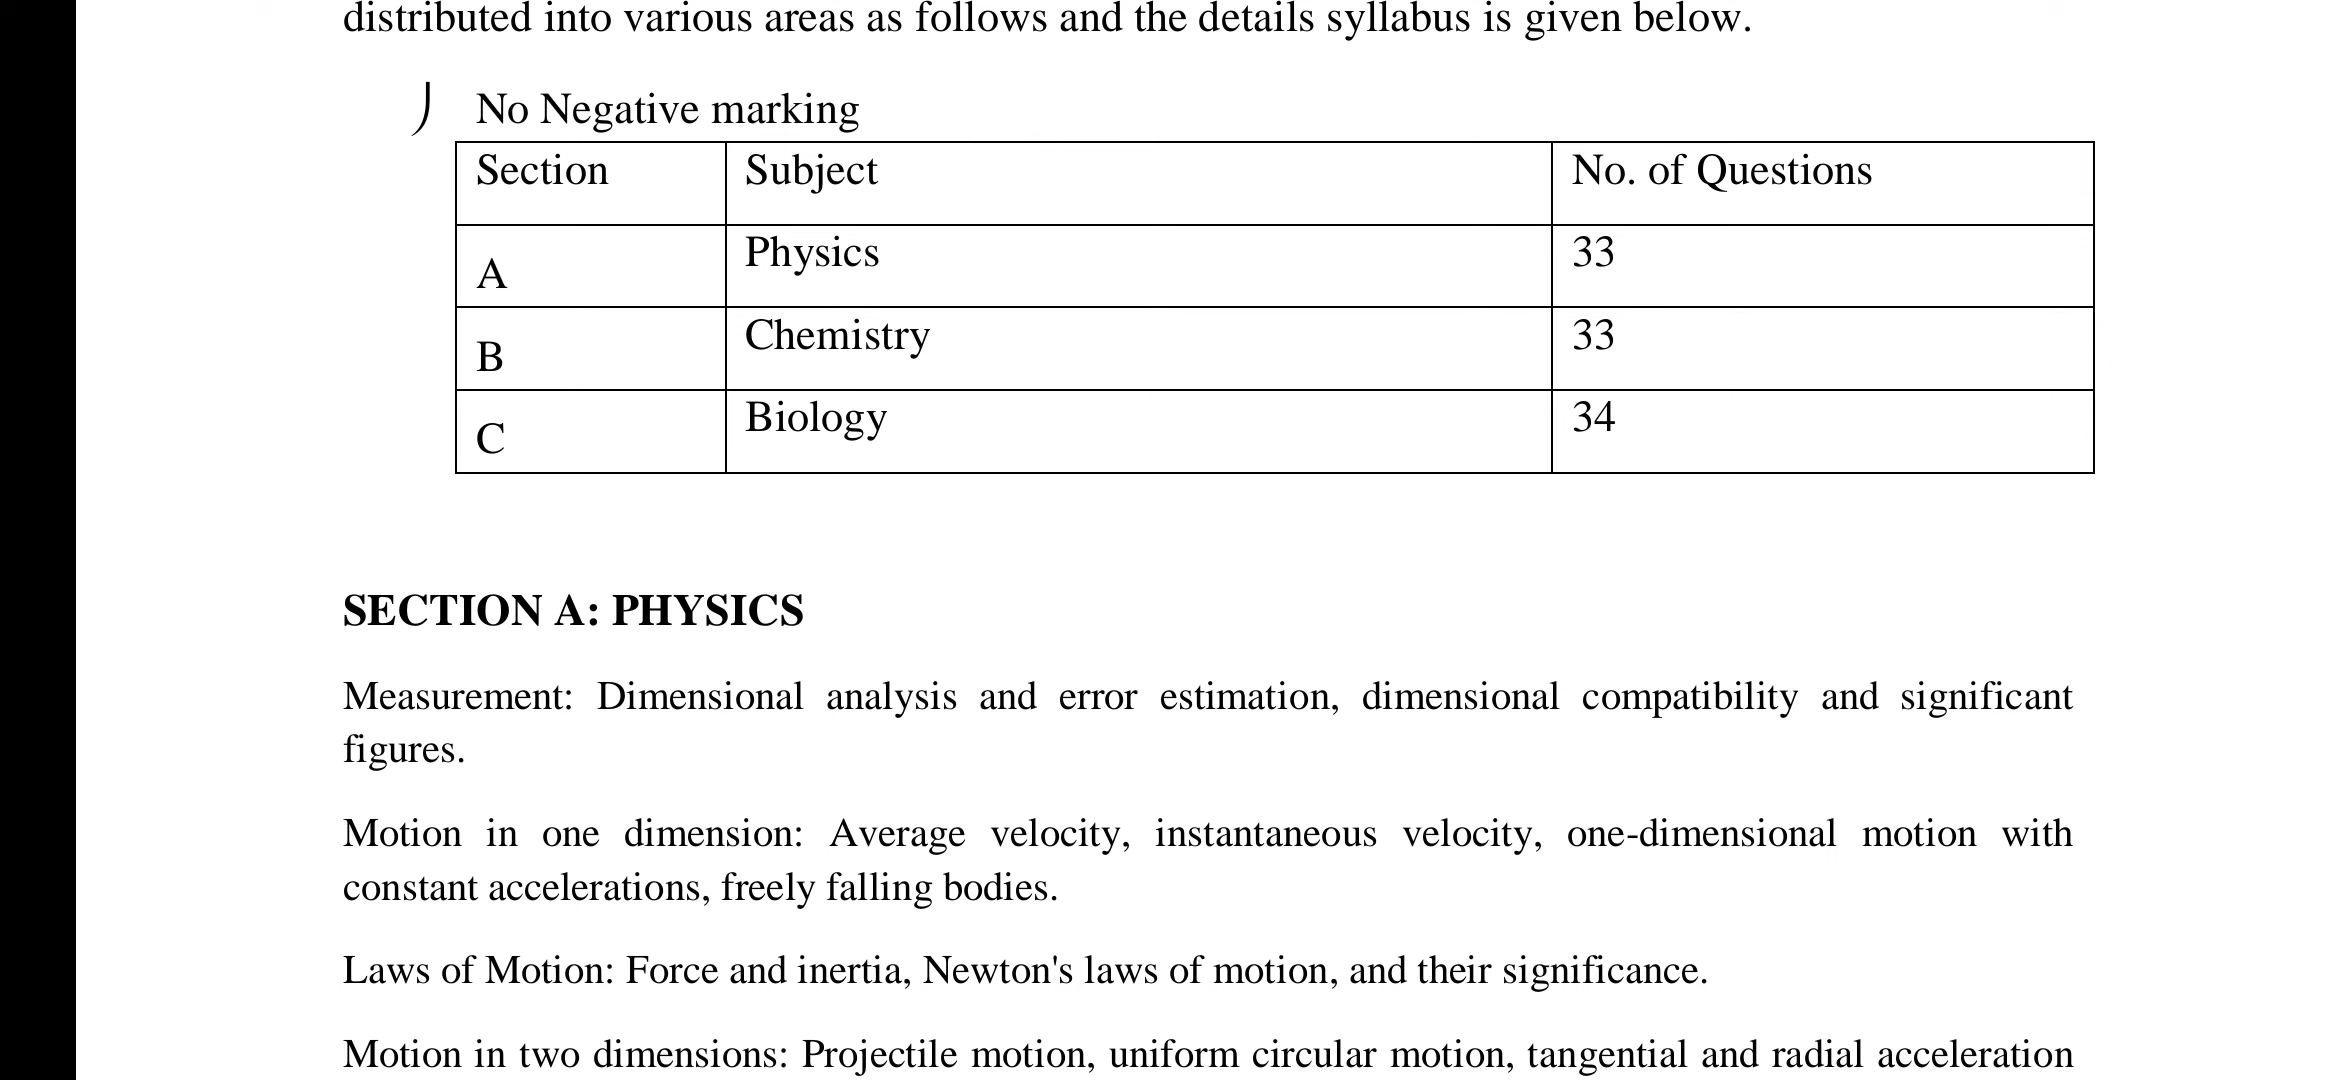 distributed into various areas as follows and the details syllabus is given below.
No Negative marking
Section Subject No. of Questions
A Physics 33
B Chemistry 33
C Biology 34
SECTION A: PHYSICS
Measurement: Dimensional analysis and error estimation, dimensional compatibility and significant
figures.
Motion in one dimension: Average velocity, instantaneous velocity, one-dimensional motion with
constant accelerations, freely falling bodies.
Laws of Motion: Force and inertia, Newton's laws of motion, and their significance.
Motion in two dimensions: Projectile motion, uniform circular motion, tangential and radial acceleration